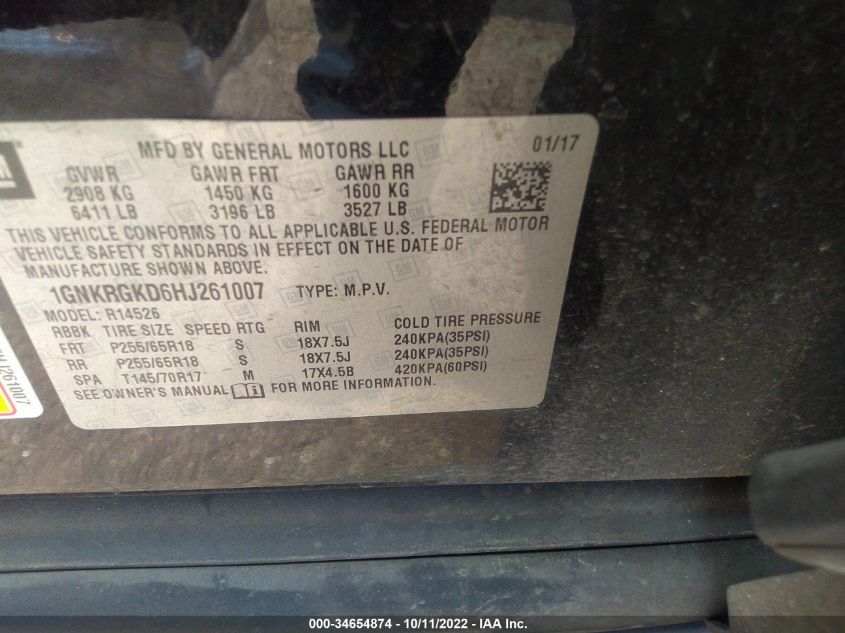 GM
MFD BY GENERAL MOTORS LLC 01/17
GVWR GAWR FRT GAWR RR
2908 KG 1450 KG 1600 KG
6411 LB 3196 LB 3527 LB
THIS VEHICLE CONFORMS TO ALL APPLICABLE U.S. FEDERAL MOTOR
VEHICLE SAFETY STANDARDS IN EFFECT ON THE DATE OF
MANUFACTURE SHOWN ABOVE.
1GNKRGKD6HJ261007 TYPE: M.P.V.
MODEL: R14526
RBBK TIRE SIZE SPEED RTG RIM COLD TIRE PRESSURE
FRT P255/65R18 S 18X7.5J 240KPA(35PSI)
RR P255/65R18 S 18X7.5J 240KPA(35PSI)
SPA T145/70R17 M 17X4.5B 420KPA(60PSI)
SEE OWNER'S MANUAL FOR MORE INFORMATION.
J261007
000-34654874 - 10/11/2022 - IAA Inc.